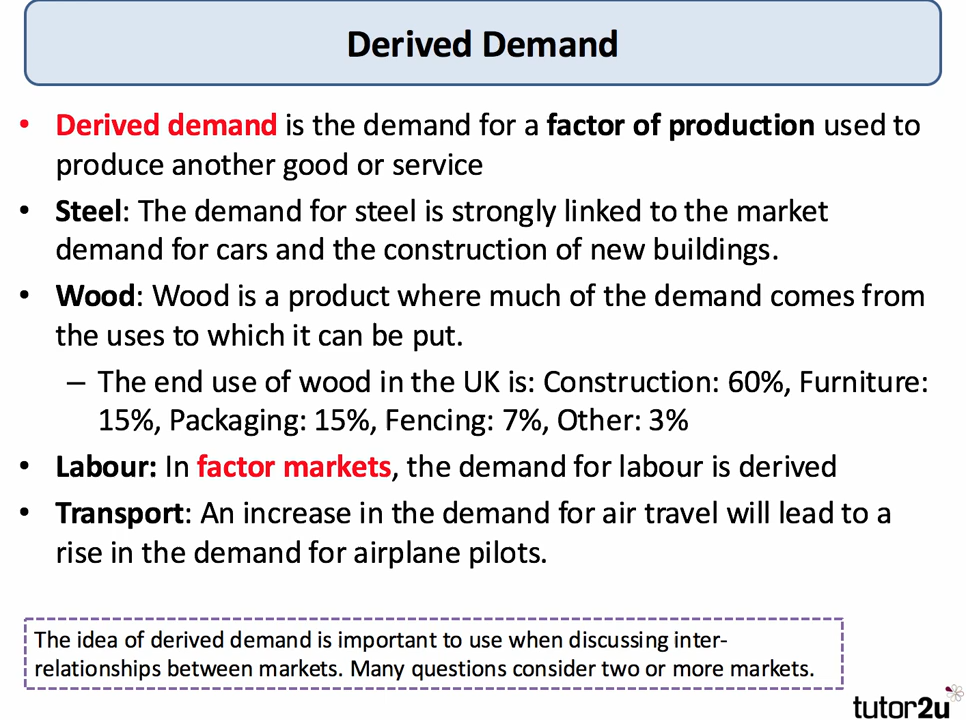 Derived Demand
• Derived demand is the demand for a factor of production used to
produce another good or service
• Steel: The demand for steel is strongly linked to the market
demand for cars and the construction of new buildings.
• Wood: Wood is a product where much of the demand comes from
the uses to which it can be put.
– The end use of wood in the UK is: Construction: 60%, Furniture:
15%, Packaging: 15%, Fencing: 7%, Other: 3%
• Labour: In factor markets, the demand for labour is derived
• Transport: An increase in the demand for air travel will lead to a
rise in the demand for airplane pilots.
The idea of derived demand is important to use when discussing inter-
relationships between markets. Many questions consider two or more markets.
tutor2u